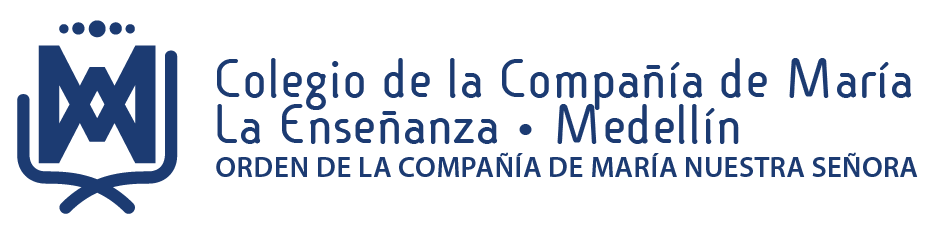 Colegio de la Compañía de María
La Enseñanza • Medellín
ORDEN DE LA COMPAÑÍA DE MARÍA NUESTRA SEÑORA